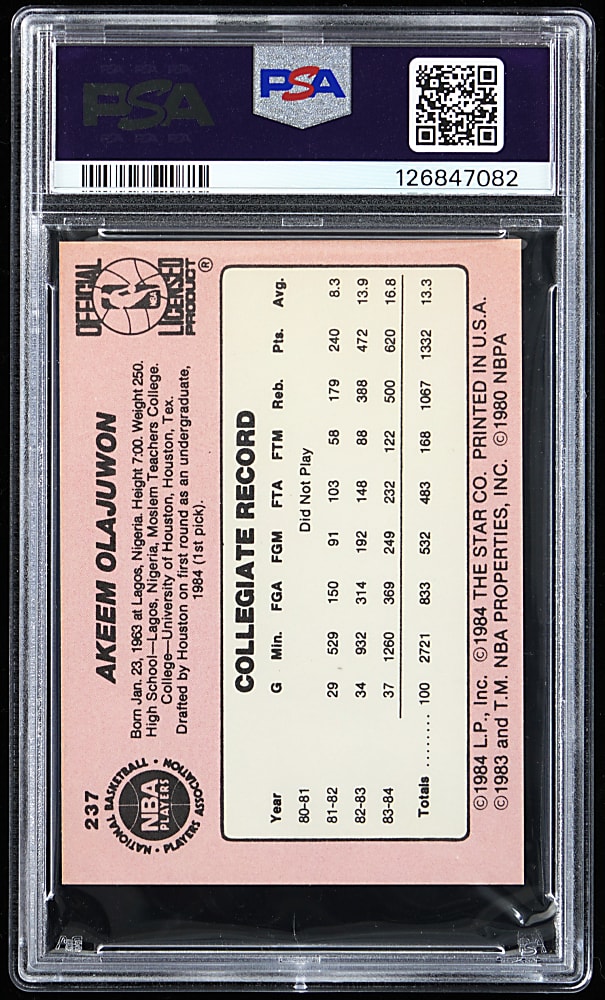 PSA
PSA
126847082
237
NATIONAL BASKETBALL
PLAYERS ASSOCIATION
NBA
PLAYERS
AKEEM OLAJUWON
OFFICIAL
NBA
LICENSED
PRODUCT ®
Born Jan. 23, 1963 at Lagos, Nigeria. Height 7:00. Weight 250.
High School—Lagos, Nigeria, Moslem Teachers College.
College—University of Houston, Houston, Tex.
Drafted by Houston on first round as an undergraduate,
1984 (1st pick).
COLLEGIATE RECORD
Year G Min. FGA FGM FTA FTM Reb. Pts. Avg.
80-81 Did Not Play
81-82 29 529 150 91 103 58 179 240 8.3
82-83 34 932 314 192 148 88 388 472 13.9
83-84 37 1260 369 249 232 122 500 620 16.8
Totals ........ 100 2721 833 532 483 168 1067 1332 13.3
©1984 L.P., Inc. ©1984 THE STAR CO. PRINTED IN U.S.A.
©1983 and T.M. NBA PROPERTIES, INC. ©1980 NBPA